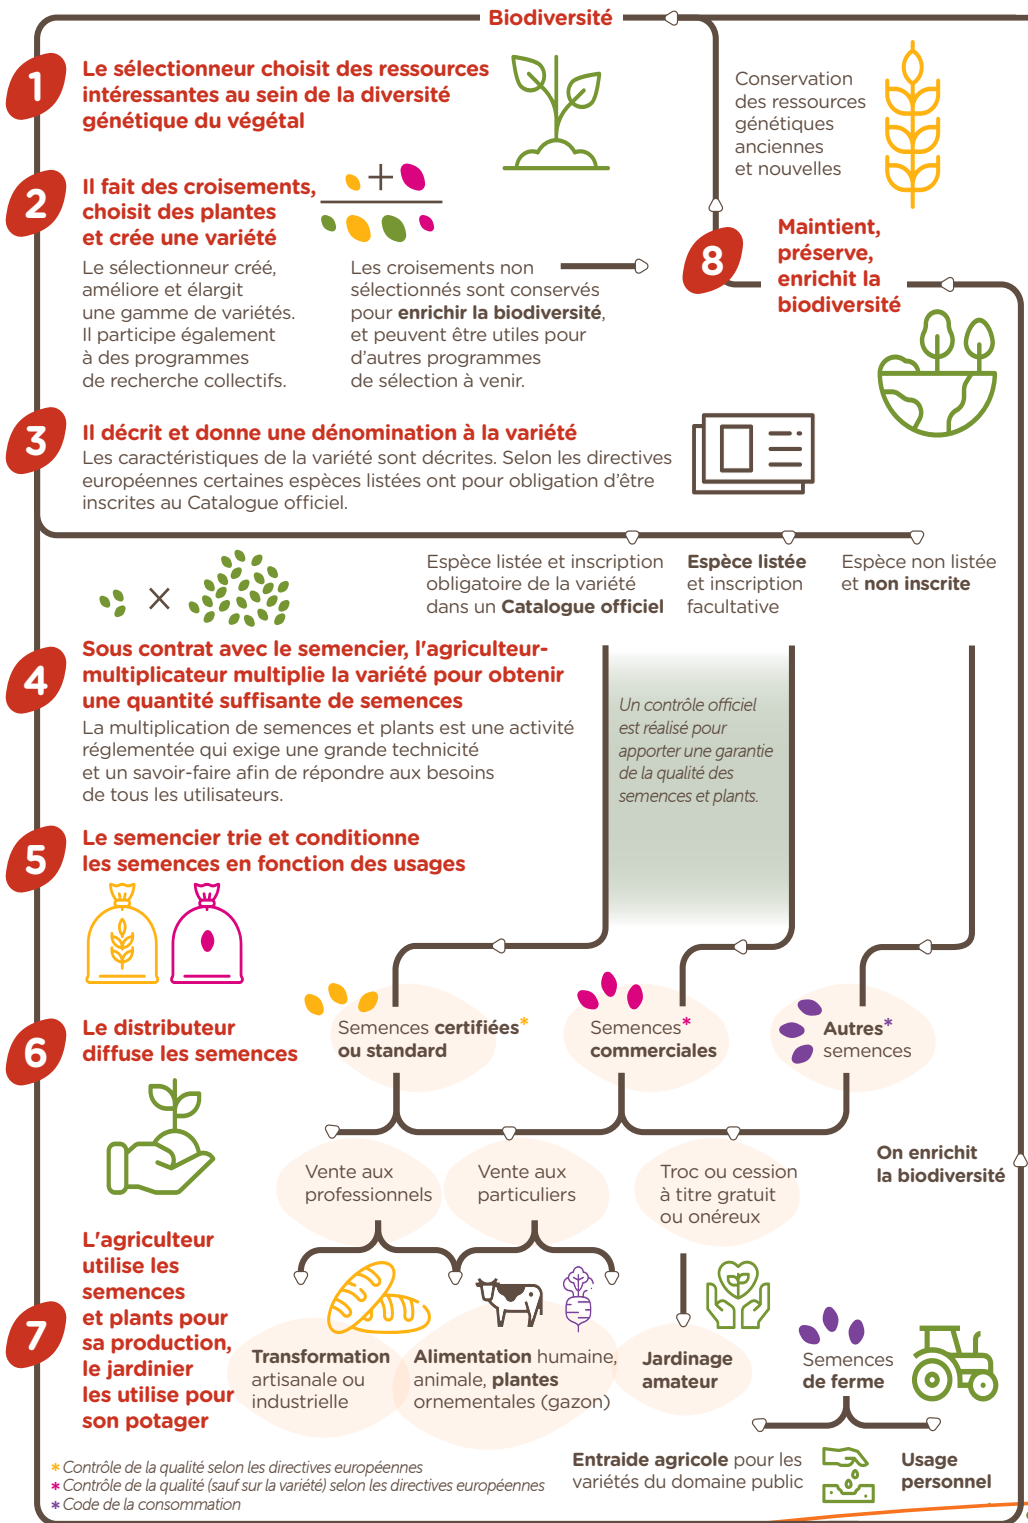 Biodiversité
1
Le sélectionneur choisit des ressources
intéressantes au sein de la diversité
génétique du végétal
Conservation
des ressources
génétiques
anciennes
et nouvelles
2
Il fait des croisements,
choisit des plantes
et crée une variété
Le sélectionneur créé,
améliore et élargit
une gamme de variétés.
Il participe également
à des programmes
de recherche collectifs.
Les croisements non
sélectionnés sont conservés
pour enrichir la biodiversité,
et peuvent être utiles pour
d'autres programmes
de sélection à venir.
8
Maintient,
préserve,
enrichit la
biodiversité
3
Il décrit et donne une dénomination à la variété
Les caractéristiques de la variété sont décrites. Selon les directives
européennes certaines espèces listées ont pour obligation d'être
inscrites au Catalogue officiel.
Espèce listée et inscription
obligatoire de la variété
dans un Catalogue officiel
Espèce listée
et inscription
facultative
Espèce non listée
et non inscrite
4
Sous contrat avec le semencier, l'agriculteur-
multiplicateur multiplie la variété pour obtenir
une quantité suffisante de semences
La multiplication de semences et plants est une activité
réglementée qui exige une grande technicité
et un savoir-faire afin de répondre aux besoins
de tous les utilisateurs.
Un contrôle officiel
est réalisé pour
apporter une garantie
de la qualité des
semences et plants.
5
Le semencier trie et conditionne
les semences en fonction des usages
6
Le distributeur
diffuse les semences
Semences certifiées*
ou standard
Semences*
commerciales
Autres*
semences
Vente aux
professionnels
Vente aux
particuliers
Troc ou cession
à titre gratuit
ou onéreux
On enrichit
la biodiversité
7
L'agriculteur
utilise les
semences
et plants pour
sa production,
le jardinier
les utilise pour
son potager
Transformation
artisanale ou
industrielle
Alimentation humaine,
animale, plantes
ornementales (gazon)
Jardinage
amateur
Semences
de ferme
Entraide agricole pour les
variétés du domaine public
Usage
personnel
* Contrôle de la qualité selon les directives européennes
* Contrôle de la qualité (sauf sur la variété) selon les directives européennes
* Code de la consommation